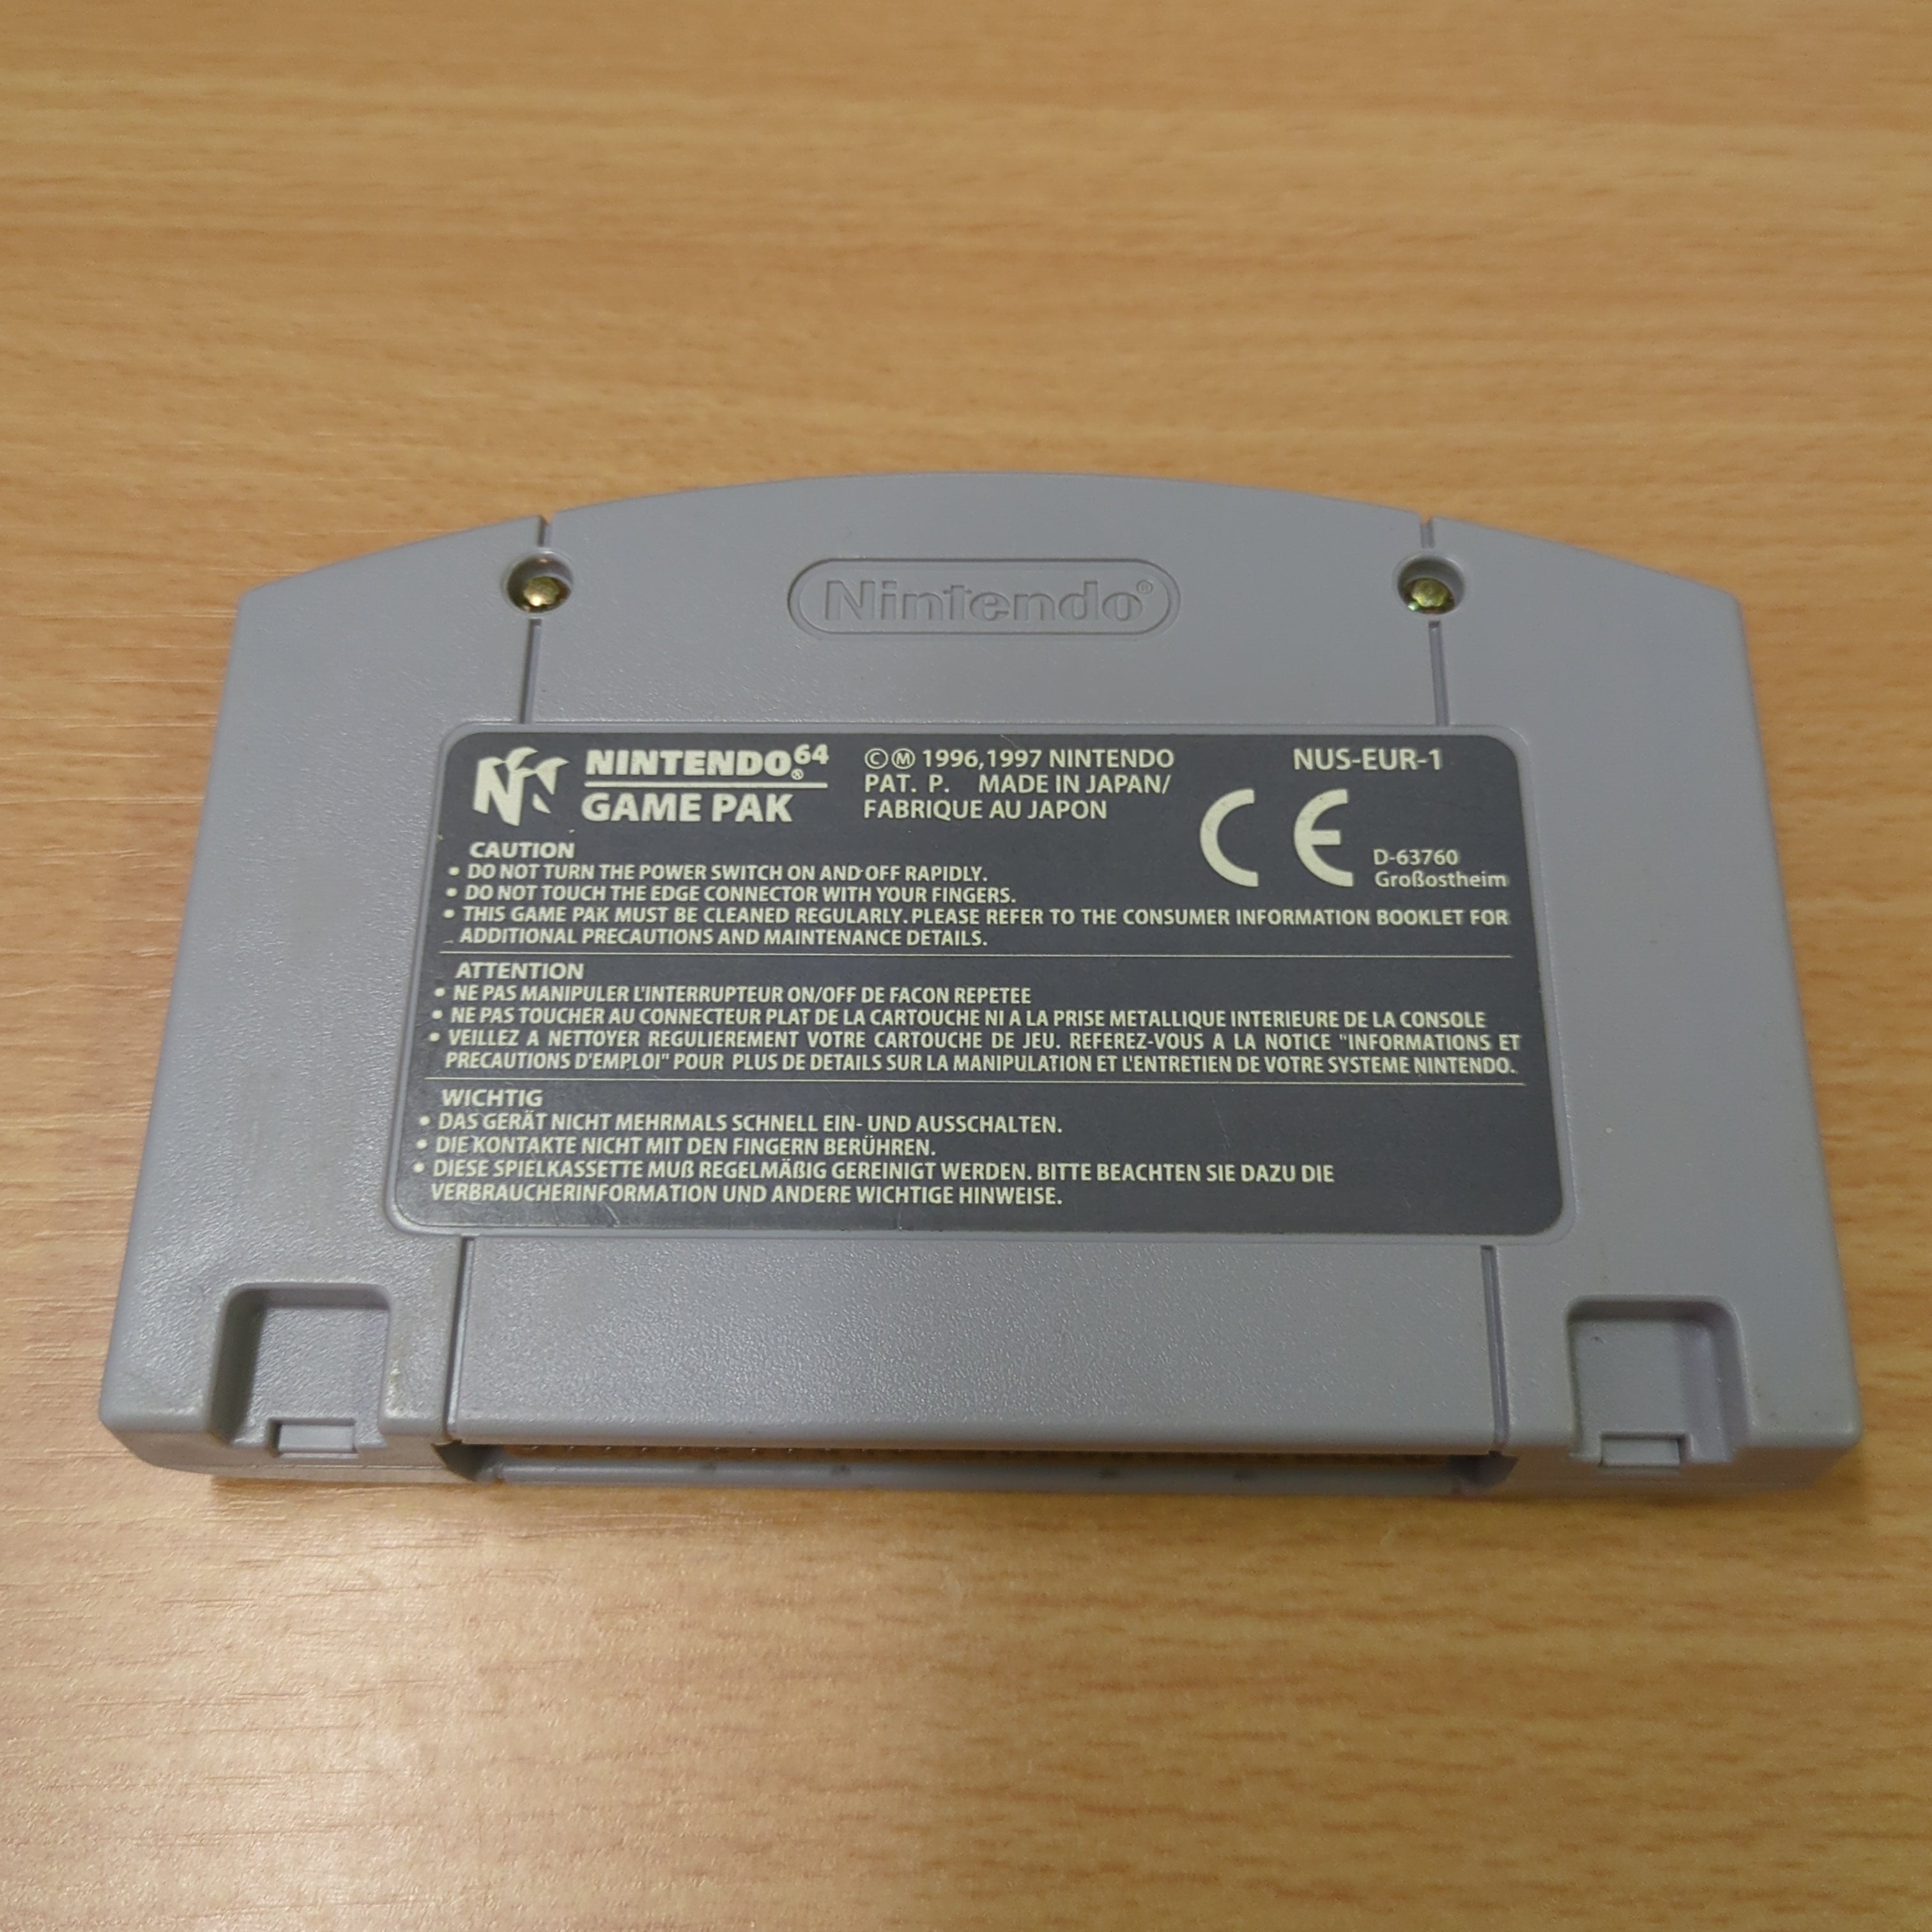 Nintendo®
NINTENDO⁶⁴®
GAME PAK
©Ⓜ 1996,1997 NINTENDO
PAT. P. MADE IN JAPAN/
FABRIQUE AU JAPON
NUS-EUR-1
CE
D-63760
Großostheim
CAUTION
• DO NOT TURN THE POWER SWITCH ON AND OFF RAPIDLY.
• DO NOT TOUCH THE EDGE CONNECTOR WITH YOUR FINGERS.
• THIS GAME PAK MUST BE CLEANED REGULARLY. PLEASE REFER TO THE CONSUMER INFORMATION BOOKLET FOR
ADDITIONAL PRECAUTIONS AND MAINTENANCE DETAILS.
ATTENTION
• NE PAS MANIPULER L'INTERRUPTEUR ON/OFF DE FACON REPETEE
• NE PAS TOUCHER AU CONNECTEUR PLAT DE LA CARTOUCHE NI A LA PRISE METALLIQUE INTERIEURE DE LA CONSOLE
• VEILLEZ A NETTOYER REGULIEREMENT VOTRE CARTOUCHE DE JEU. REFEREZ-VOUS A LA NOTICE "INFORMATIONS ET
PRECAUTIONS D'EMPLOI" POUR PLUS DE DETAILS SUR LA MANIPULATION ET L'ENTRETIEN DE VOTRE SYSTEME NINTENDO.
WICHTIG
• DAS GERÄT NICHT MEHRMALS SCHNELL EIN- UND AUSSCHALTEN.
• DIE KONTAKTE NICHT MIT DEN FINGERN BERÜHREN.
• DIESE SPIELKASSETTE MUß REGELMÄßIG GEREINIGT WERDEN. BITTE BEACHTEN SIE DAZU DIE
VERBRAUCHERINFORMATION UND ANDERE WICHTIGE HINWEISE.